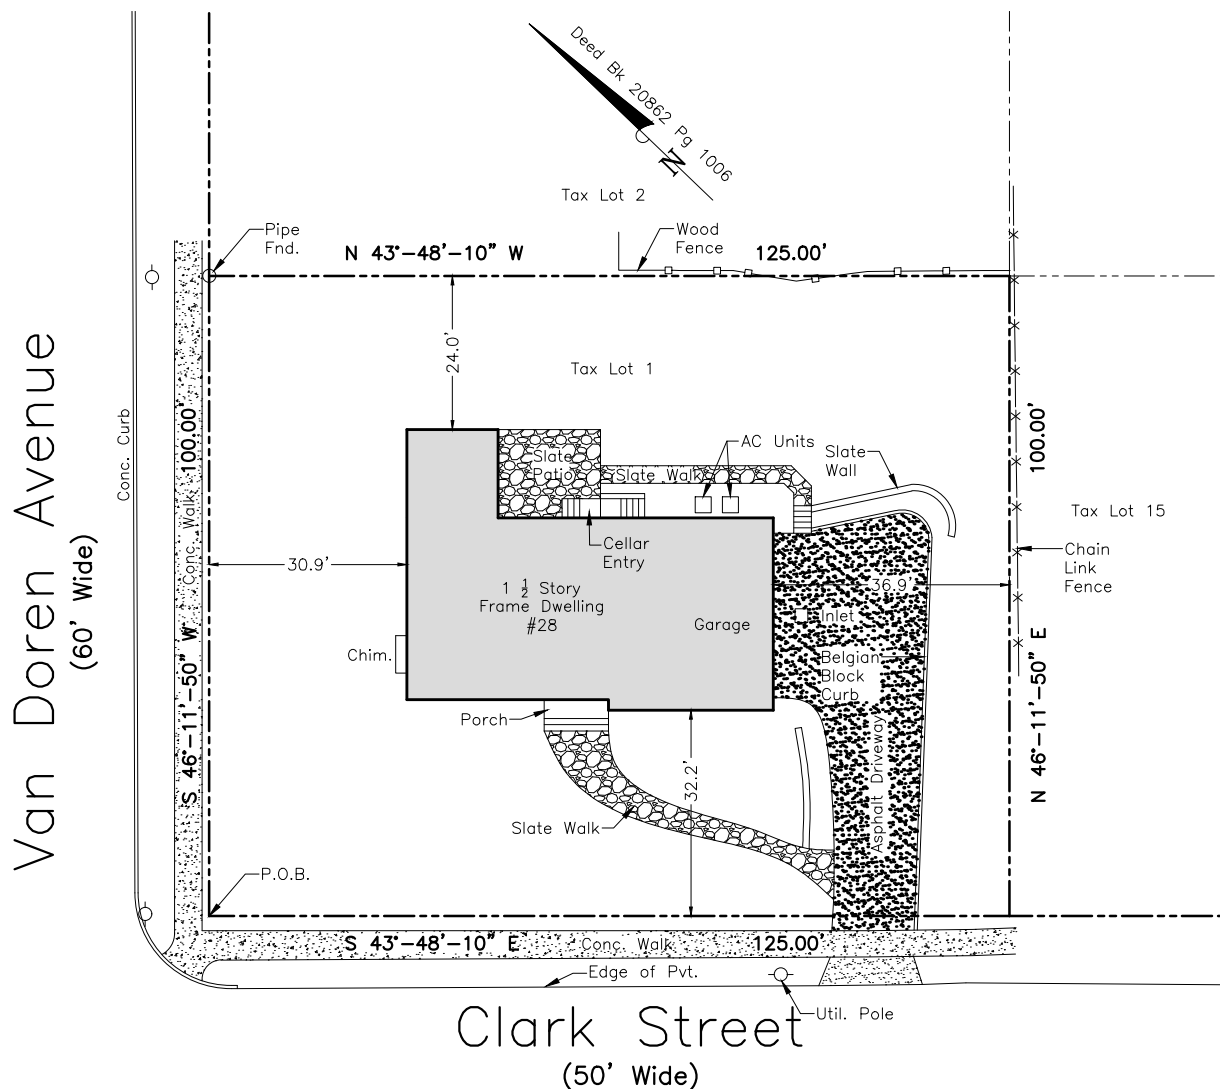 Deed Bk 20862 Pg 1006
N
Tax Lot 2
Pipe
Fnd.
Wood
Fence
N 43°-48'-10" W
125.00'
24.0'
Tax Lot 1
Van Doren Avenue
(60' Wide)
Conc. Curb
Conc. Walk
100.00'
S 46°-11'-50" W
100.00'
N 46°-11'-50" E
AC Units
Slate
Patio
Slate Walk
Slate
Wall
Tax Lot 15
Cellar
Entry
Chain
Link
Fence
30.9'
36.9'
1 ½ Story
Frame Dwelling
#28
Garage
Inlet
Chim.
Belgian
Block
Curb
Porch
Asphalt Driveway
32.2'
Slate Walk
P.O.B.
S 43°-48'-10" E
Conc. Walk
125.00'
Edge of Pvt.
Util. Pole
Clark Street
(50' Wide)